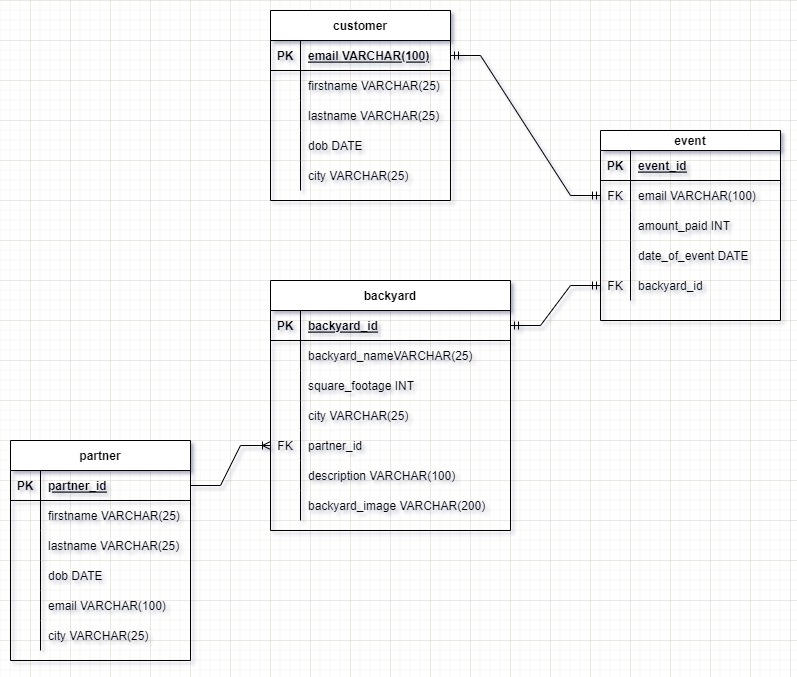 customer
PK email VARCHAR(100)
firstname VARCHAR(25)
lastname VARCHAR(25)
dob DATE
city VARCHAR(25)
event
PK event_id
FK email VARCHAR(100)
amount_paid INT
date_of_event DATE
FK backyard_id
backyard
PK backyard_id
backyard_nameVARCHAR(25)
square_footage INT
city VARCHAR(25)
FK partner_id
description VARCHAR(100)
backyard_image VARCHAR(200)
partner
PK partner_id
firstname VARCHAR(25)
lastname VARCHAR(25)
dob DATE
email VARCHAR(100)
city VARCHAR(25)